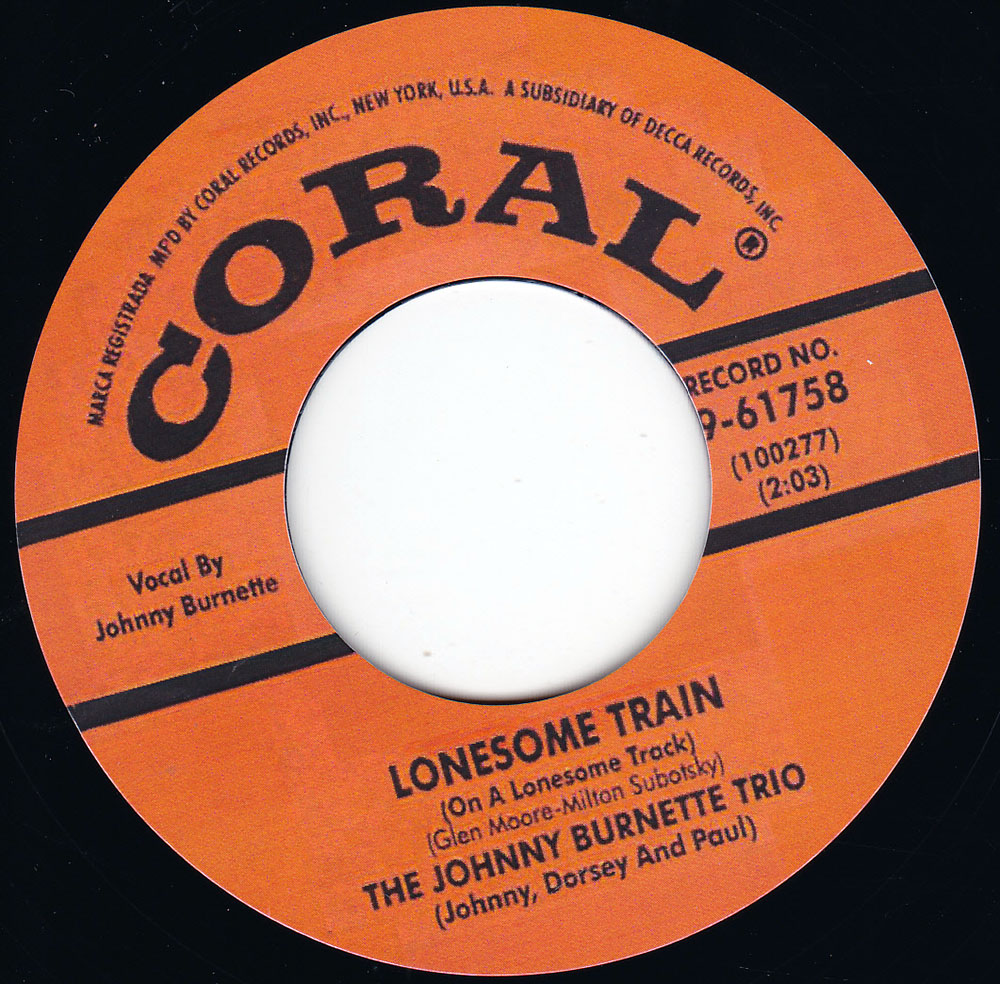 MARCA REGISTRADA MF'D BY CORAL RECORDS, INC., NEW YORK, U.S.A. A SUBSIDIARY OF DECCA RECORDS, INC.
CORAL®
RECORD NO.
9-61758
(100277)
(2:03)
Vocal By
Johnny Burnette
LONESOME TRAIN
(On A Lonesome Track)
(Glen Moore-Milton Subotsky)
THE JOHNNY BURNETTE TRIO
(Johnny, Dorsey And Paul)